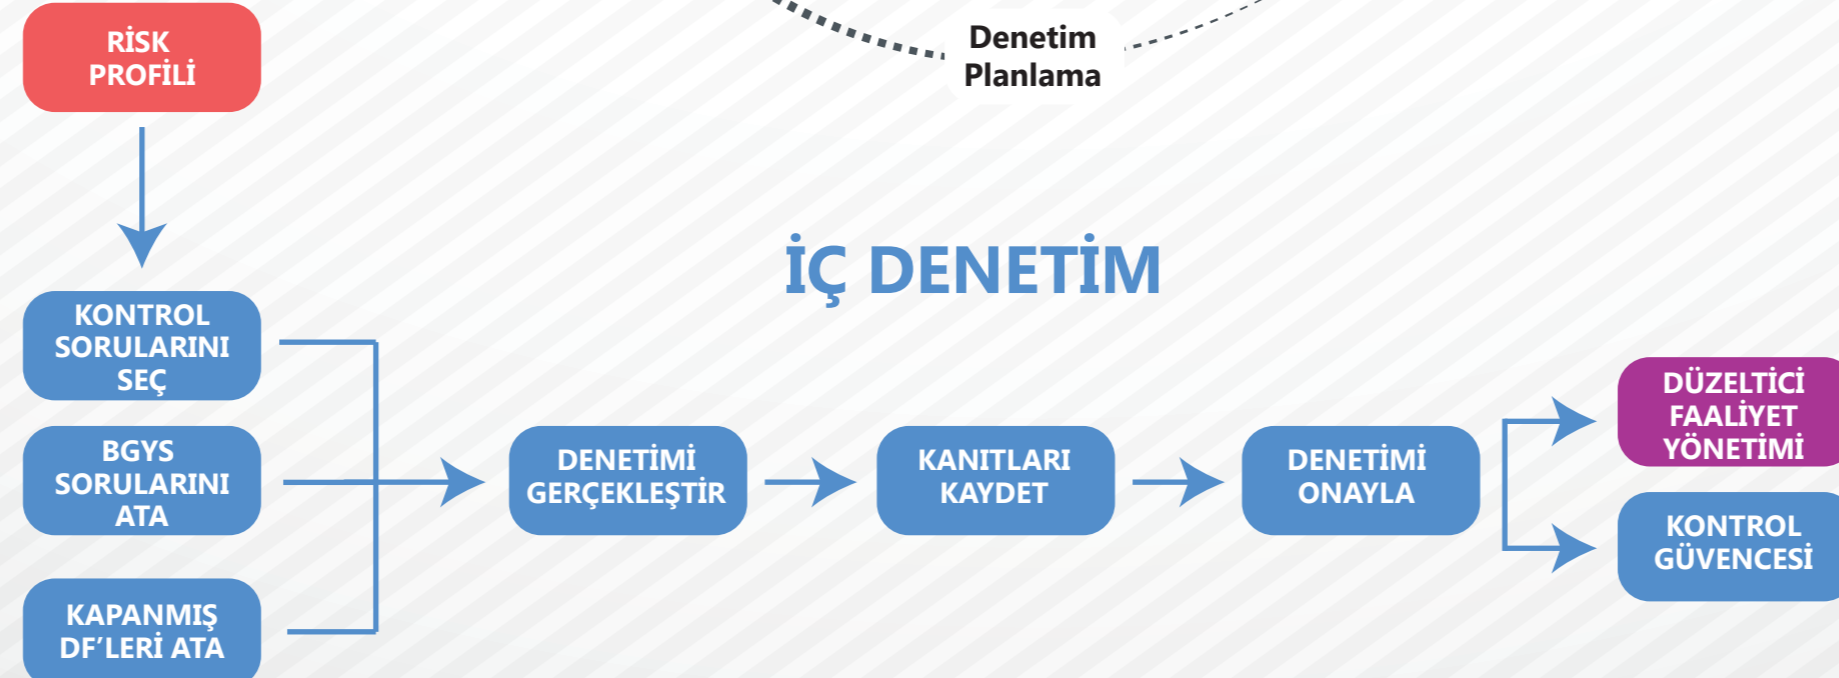 RİSK
PROFİLİ
Denetim
Planlama
İÇ DENETİM
KONTROL
SORULARINI
SEÇ
BGYS
SORULARINI
ATA
KAPANMIŞ
DF'LERİ ATA
DENETİMİ
GERÇEKLEŞTİR
KANITLARI
KAYDET
DENETİMİ
ONAYLA
DÜZELTİCİ
FAALİYET
YÖNETİMİ
KONTROL
GÜVENCESİ